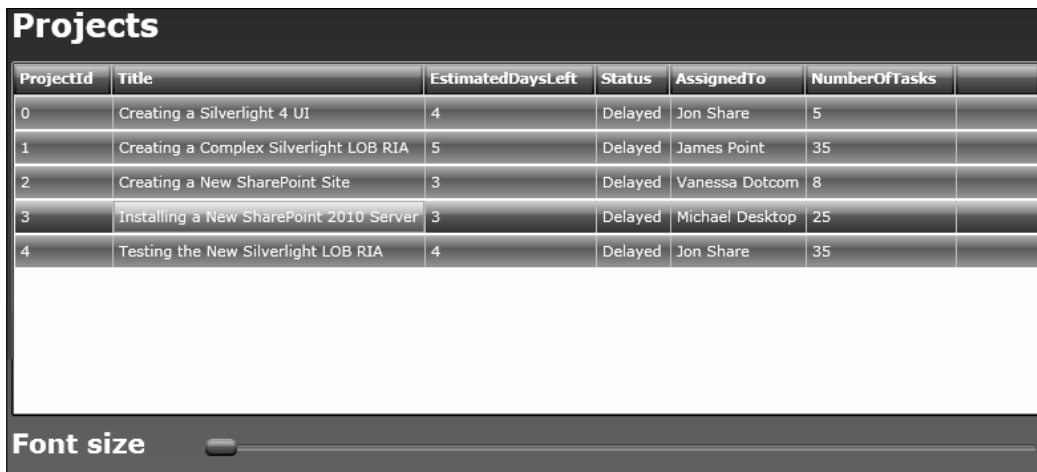 Projects
ProjectId Title EstimatedDaysLeft Status AssignedTo NumberOfTasks
0 Creating a Silverlight 4 UI 4 Delayed Jon Share 5
1 Creating a Complex Silverlight LOB RIA 5 Delayed James Point 35
2 Creating a New SharePoint Site 3 Delayed Vanessa Dotcom 8
3 Installing a New SharePoint 2010 Server 3 Delayed Michael Desktop 25
4 Testing the New Silverlight LOB RIA 4 Delayed Jon Share 35
Font size